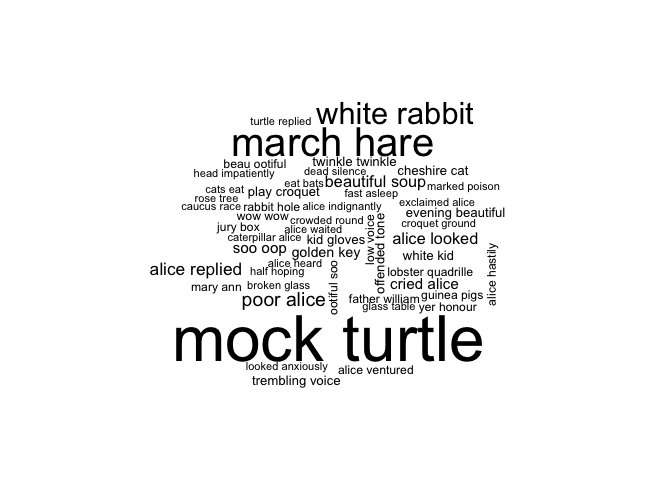 white rabbit
turtle replied
march hare
beau ootiful
twinkle twinkle
head impatiently
dead silence
cheshire cat
eat bats
beautiful soup
marked poison
cats eat
play croquet
fast asleep
rose tree
exclaimed alice
caucus race
rabbit hole
alice indignantly
evening beautiful
wow wow
crowded round
croquet ground
jury box
alice waited
low voice
offended tone
caterpillar alice
kid gloves
alice looked
soo oop
golden key
white kid
alice hastily
alice replied
alice heard
half hoping
ootiful soo
lobster quadrille
mary ann
broken glass
cried alice
poor alice
father william
guinea pigs
glass table
yer honour
mock turtle
looked anxiously
alice ventured
trembling voice